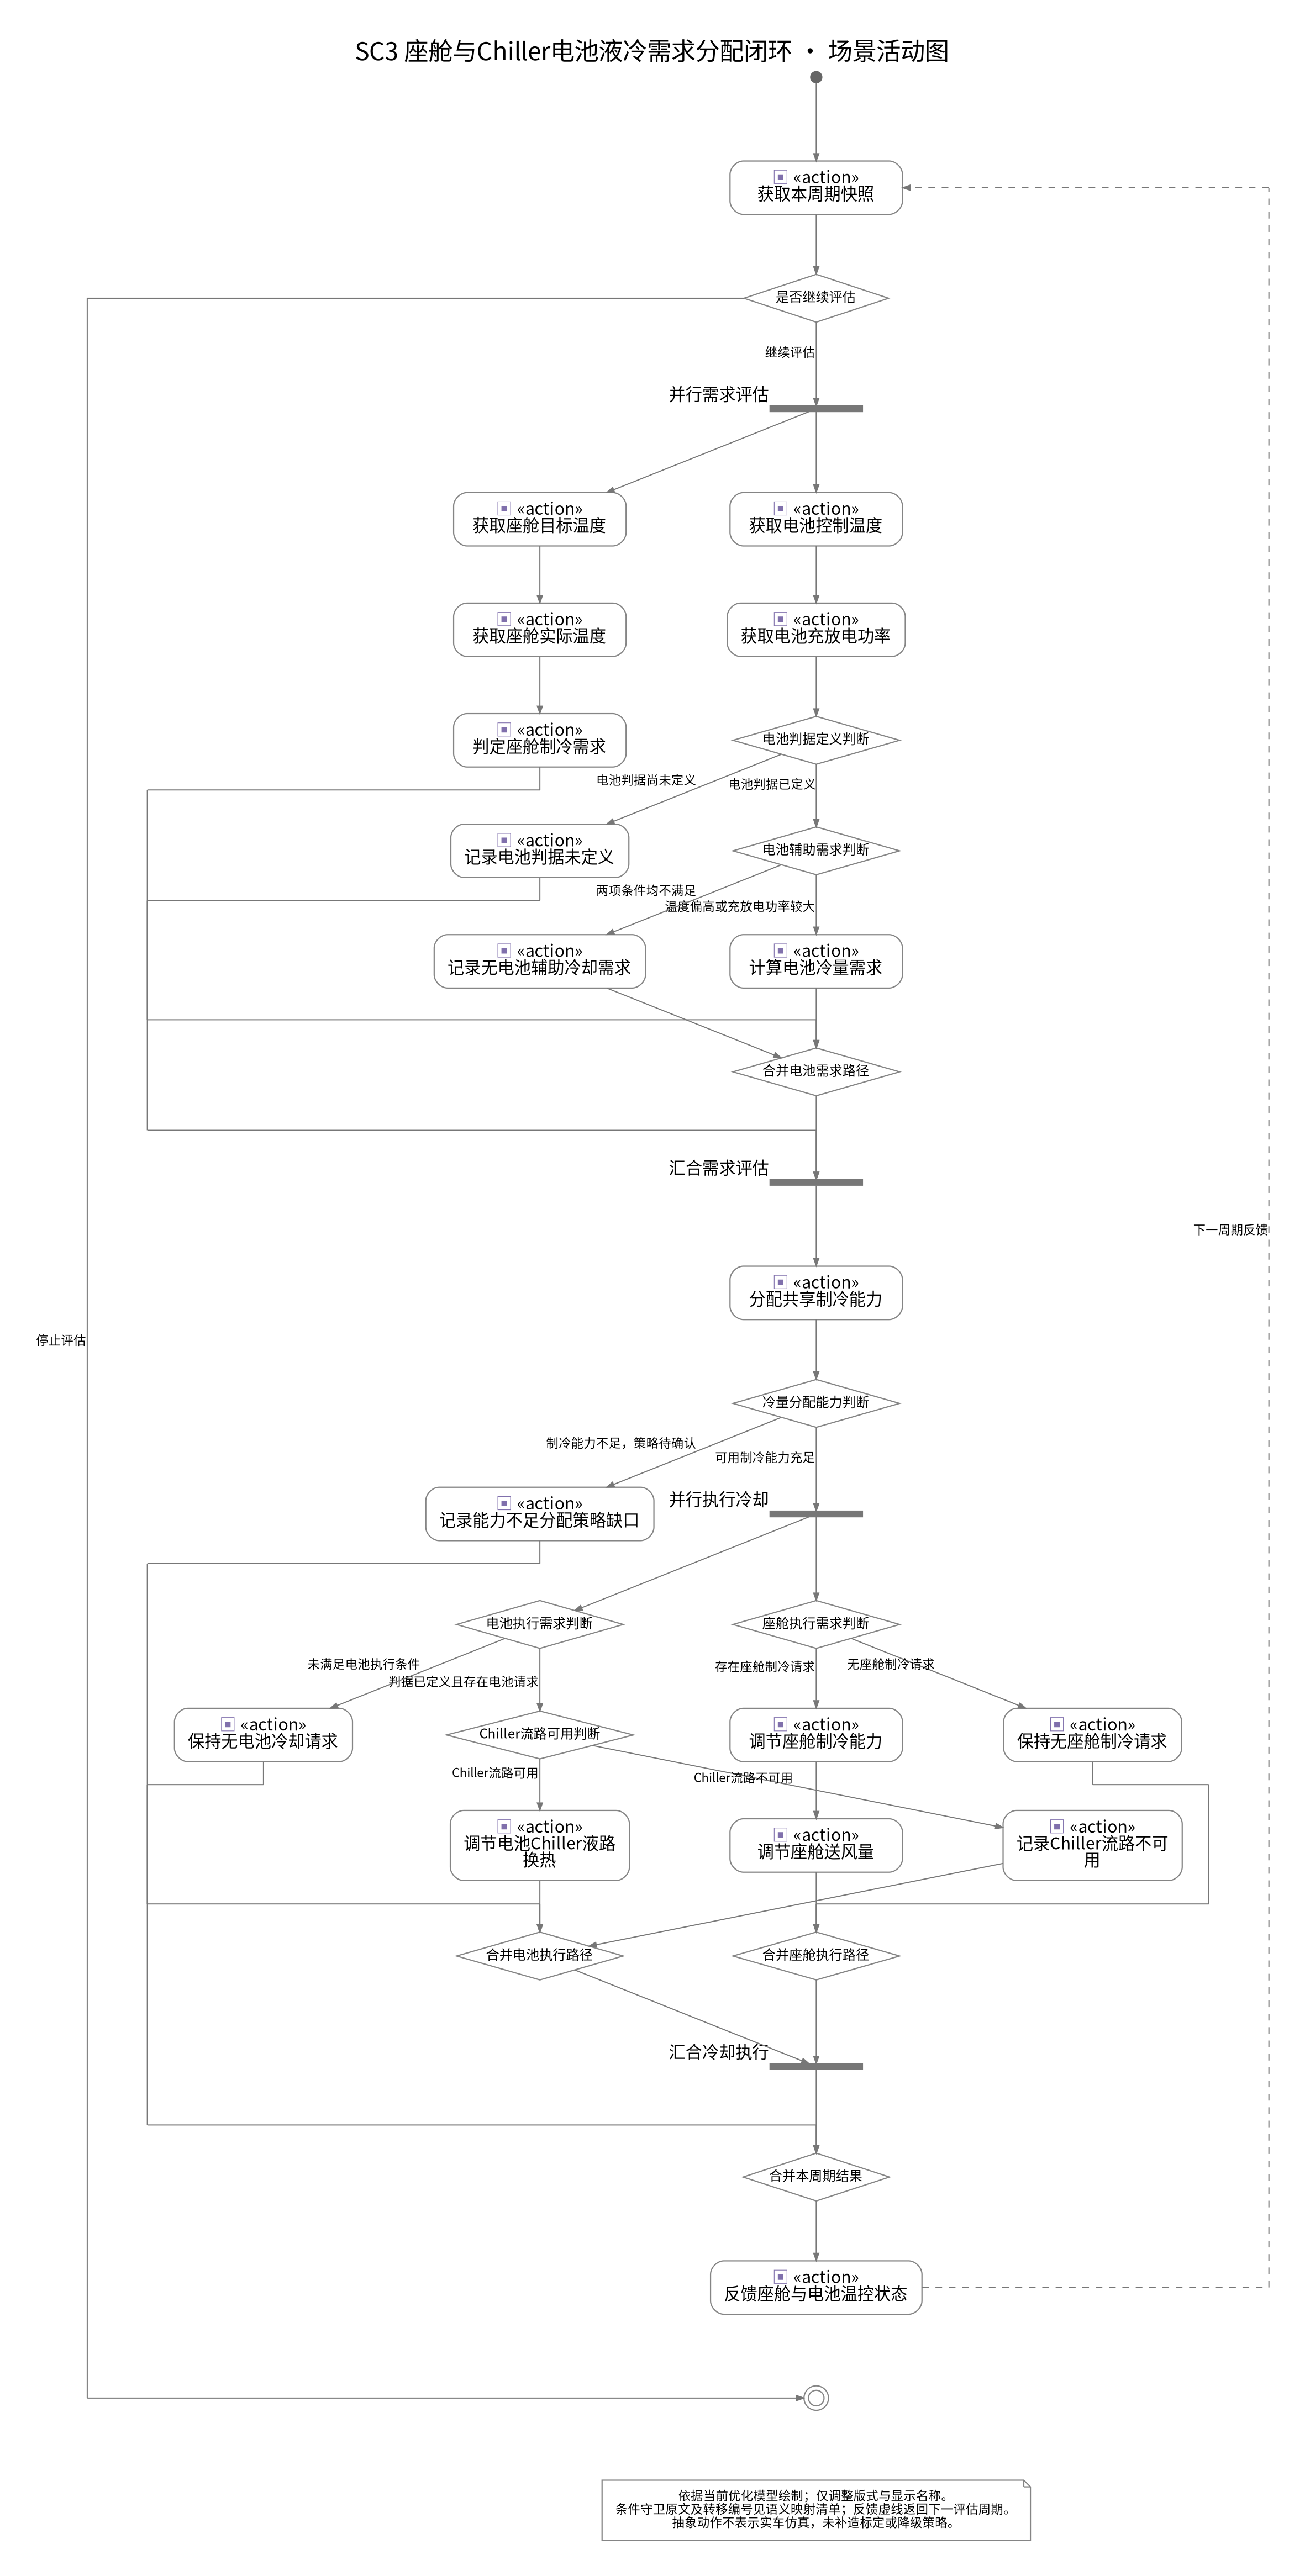 SC3 座舱与Chiller电池液冷需求分配闭环 · 场景活动图
«action»
获取本周期快照
是否继续评估
继续评估
并行需求评估
«action»
获取座舱目标温度
«action»
获取电池控制温度
«action»
获取座舱实际温度
«action»
获取电池充放电功率
«action»
判定座舱制冷需求
电池判据定义判断
电池判据尚未定义
电池判据已定义
«action»
记录电池判据未定义
电池辅助需求判断
两项条件均不满足
温度偏高或充放电功率较大
«action»
记录无电池辅助冷却需求
«action»
计算电池冷量需求
合并电池需求路径
汇合需求评估
下一周期反馈
«action»
分配共享制冷能力
停止评估
冷量分配能力判断
制冷能力不足，策略待确认
可用制冷能力充足
«action»
记录能力不足分配策略缺口
并行执行冷却
电池执行需求判断
座舱执行需求判断
未满足电池执行条件
判据已定义且存在电池请求
存在座舱制冷请求
无座舱制冷请求
«action»
保持无电池冷却请求
Chiller流路可用判断
«action»
调节座舱制冷能力
«action»
保持无座舱制冷请求
Chiller流路可用
Chiller流路不可用
«action»
调节电池Chiller液路
换热
«action»
调节座舱送风量
«action»
记录Chiller流路不可
用
合并电池执行路径
合并座舱执行路径
汇合冷却执行
合并本周期结果
«action»
反馈座舱与电池温控状态
依据当前优化模型绘制；仅调整版式与显示名称。
条件守卫原文及转移编号见语义映射清单；反馈虚线返回下一评估周期。
抽象动作不表示实车仿真，未补造标定或降级策略。